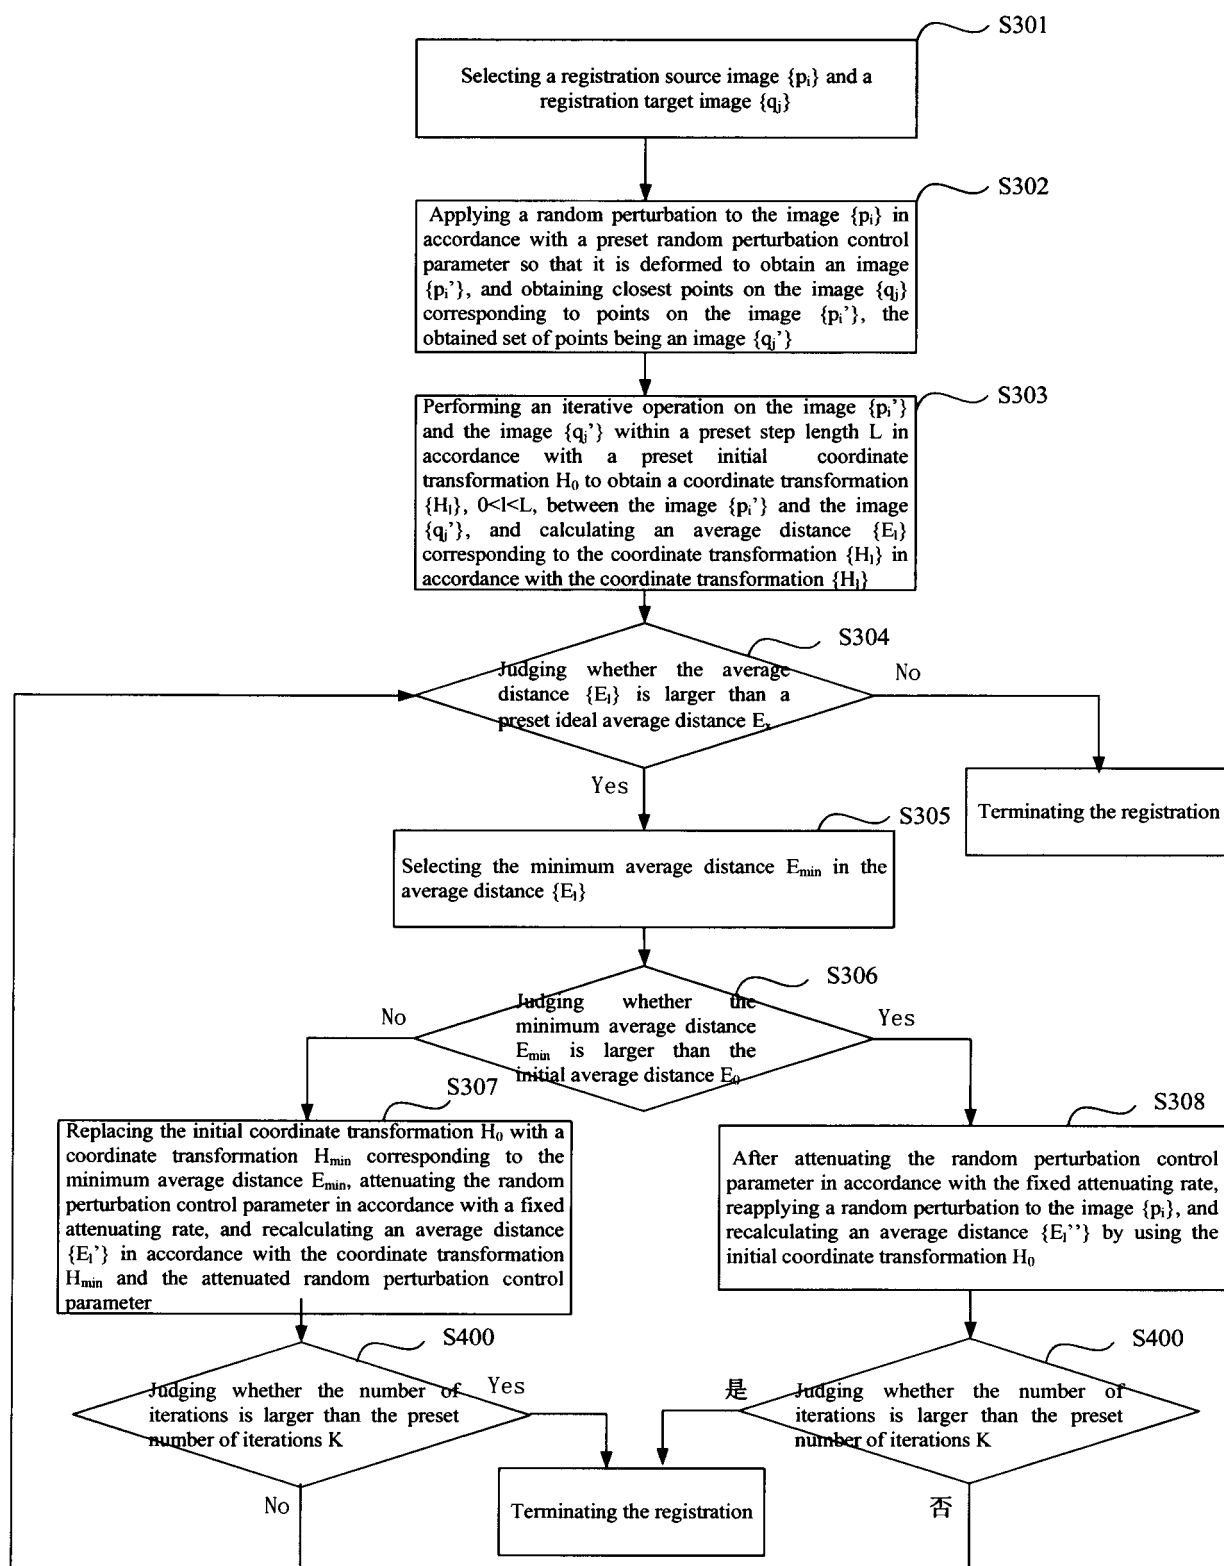 S301
Selecting a registration source image {pi} and a
registration target image {qj}
S302
Applying a random perturbation to the image {pi} in
accordance with a preset random perturbation control
parameter so that it is deformed to obtain an image
{pi’}, and obtaining closest points on the image {qj}
corresponding to points on the image {pi’}, the
obtained set of points being an image {qj’}
S303
Performing an iterative operation on the image {pi’}
and the image {qj’} within a preset step length L in
accordance with a preset initial coordinate
transformation H0 to obtain a coordinate transformation
{Hl}, 0<l<L, between the image {pi’} and the image
{qj’}, and calculating an average distance {El}
corresponding to the coordinate transformation {Hl} in
accordance with the coordinate transformation {Hl}
S304
Judging whether the average
distance {El} is larger than a
preset ideal average distance Ex
No
Yes
Terminating the registration
S305
Selecting the minimum average distance Emin in the
average distance {El}
S306
Judging whether the
minimum average distance
Emin is larger than the
initial average distance E0
No
Yes
S307
Replacing the initial coordinate transformation H0 with a
coordinate transformation Hmin corresponding to the
minimum average distance Emin, attenuating the random
perturbation control parameter in accordance with a fixed
attenuating rate, and recalculating an average distance
{El’} in accordance with the coordinate transformation
Hmin and the attenuated random perturbation control
parameter
S308
After attenuating the random perturbation control
parameter in accordance with the fixed attenuating rate,
reapplying a random perturbation to the image {pi}, and
recalculating an average distance {El’’} by using the
initial coordinate transformation H0
S400
Judging whether the number of
iterations is larger than the preset
number of iterations K
Yes
No
S400
Judging whether the number of
iterations is larger than the preset
number of iterations K
是
否
Terminating the registration